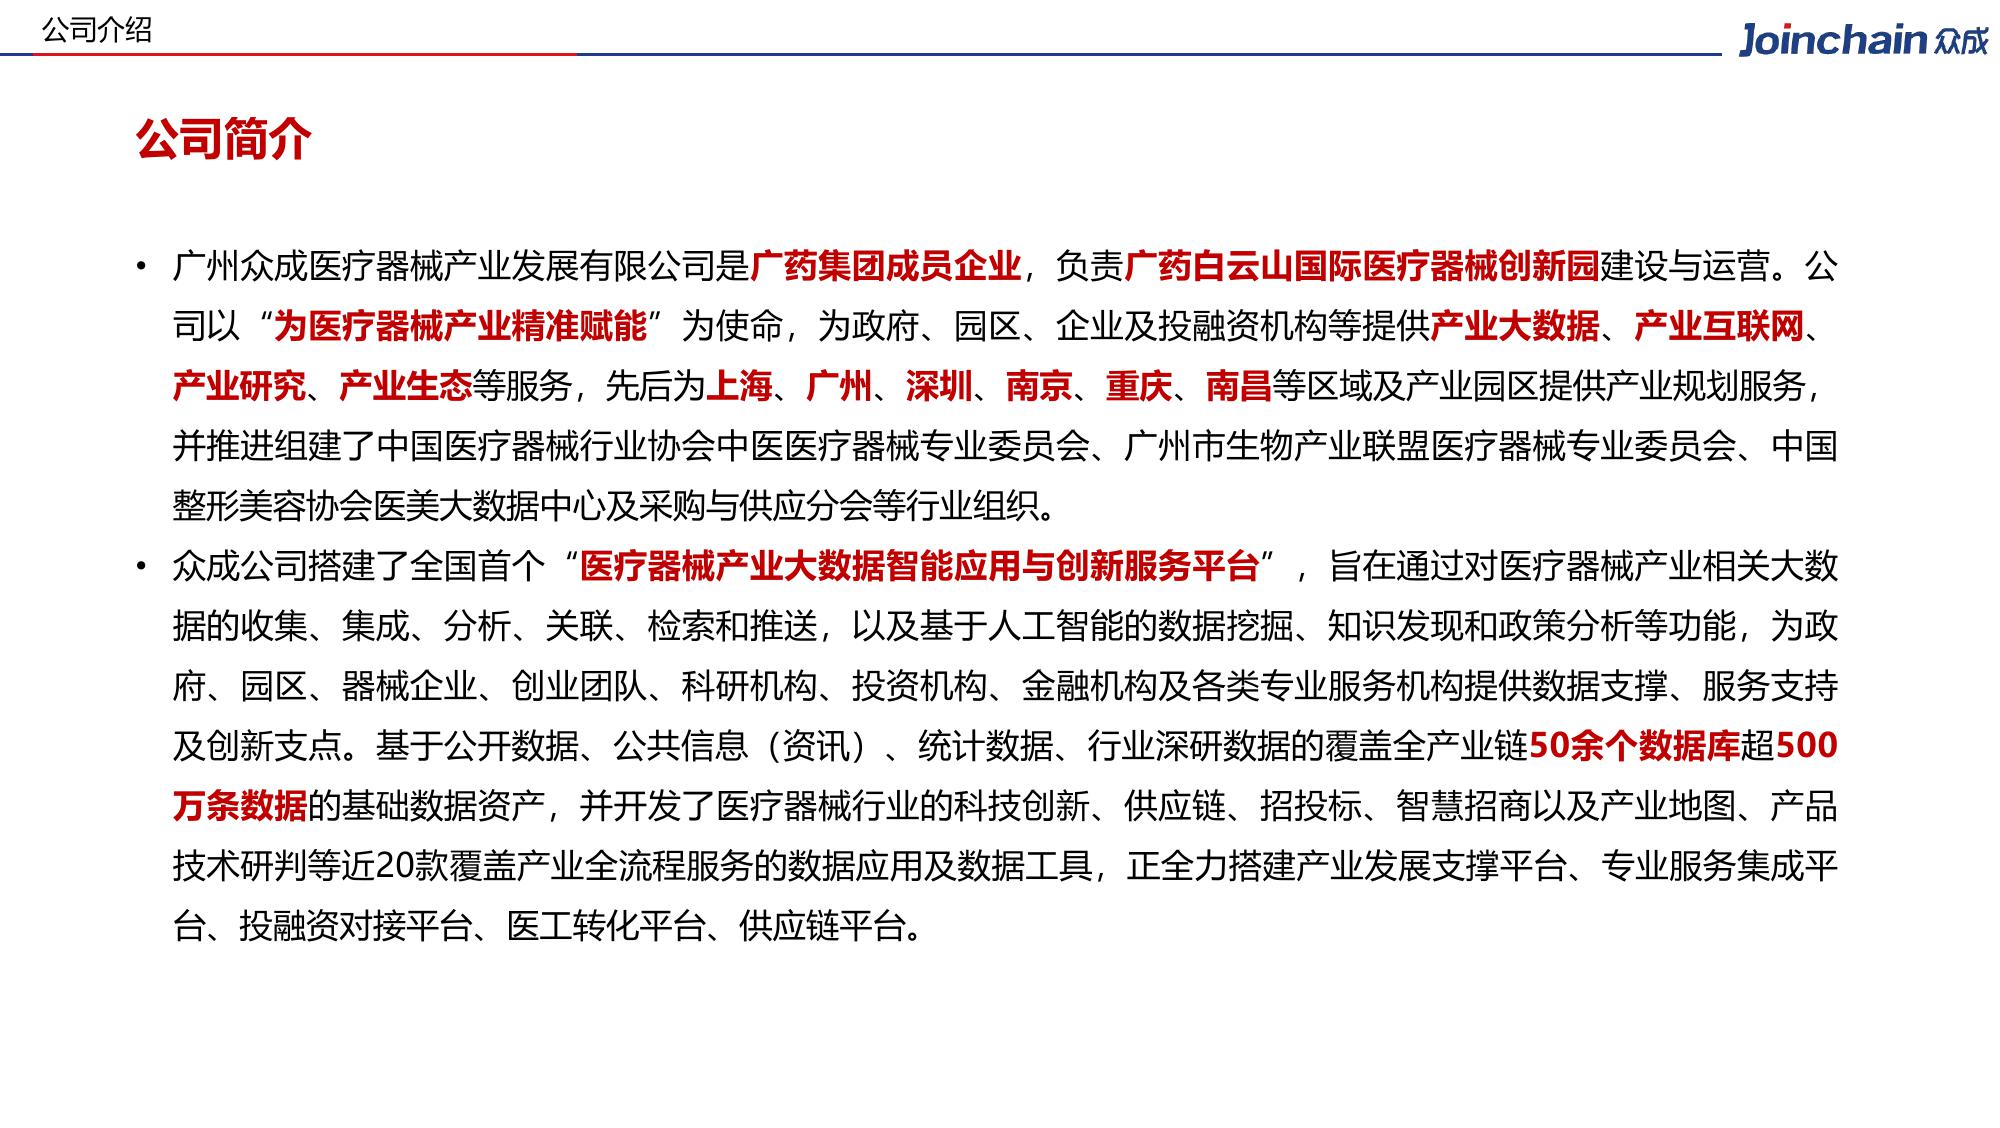 公司介绍
Joinchain 众成
公司简介
• 广州众成医疗器械产业发展有限公司是广药集团成员企业，负责广药白云山国际医疗器械创新园建设与运营。公
司以“为医疗器械产业精准赋能”为使命，为政府、园区、企业及投融资机构等提供产业大数据、产业互联网、
产业研究、产业生态等服务，先后为上海、广州、深圳、南京、重庆、南昌等区域及产业园区提供产业规划服务，
并推进组建了中国医疗器械行业协会中医医疗器械专业委员会、广州市生物产业联盟医疗器械专业委员会、中国
整形美容协会医美大数据中心及采购与供应分会等行业组织。
• 众成公司搭建了全国首个“医疗器械产业大数据智能应用与创新服务平台”，旨在通过对医疗器械产业相关大数
据的收集、集成、分析、关联、检索和推送，以及基于人工智能的数据挖掘、知识发现和政策分析等功能，为政
府、园区、器械企业、创业团队、科研机构、投资机构、金融机构及各类专业服务机构提供数据支撑、服务支持
及创新支点。基于公开数据、公共信息（资讯）、统计数据、行业深研数据的覆盖全产业链50余个数据库超500
万条数据的基础数据资产，并开发了医疗器械行业的科技创新、供应链、招投标、智慧招商以及产业地图、产品
技术研判等近20款覆盖产业全流程服务的数据应用及数据工具，正全力搭建产业发展支撑平台、专业服务集成平
台、投融资对接平台、医工转化平台、供应链平台。